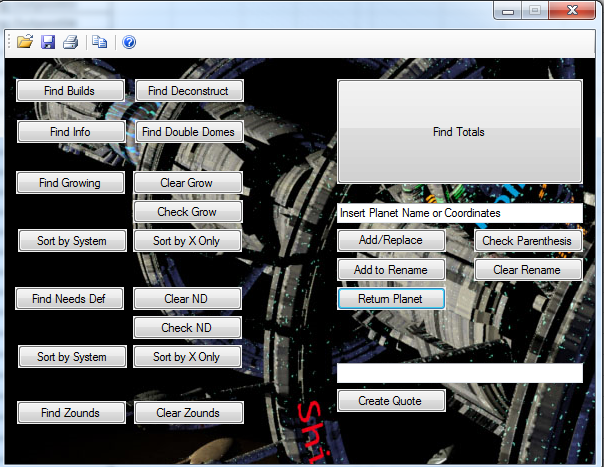 Find Builds
Find Deconstruct
Find Info
Find Double Domes
Find Growing
Clear Grow
Check Grow
Sort by System
Sort by X Only
Find Needs Def
Clear ND
Check ND
Sort by System
Sort by X Only
Find Zounds
Clear Zounds
Find Totals
Insert Planet Name or Coordinates
Add/Replace
Check Parenthesis
Add to Rename
Clear Rename
Return Planet
Create Quote
Shi